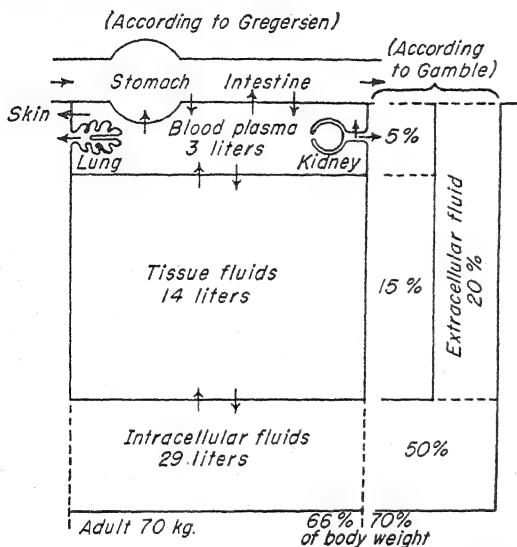 (According to Gregersen)
(According
to Gamble)
Stomach Intestine
Skin
Blood plasma
3 liters
Lung
Kidney
5%
Tissue fluids
14 liters
15 %
Extracellular fluid
20 %
Intracellular fluids
29 liters
50%
Adult 70 kg.
66% 70%
of body weight